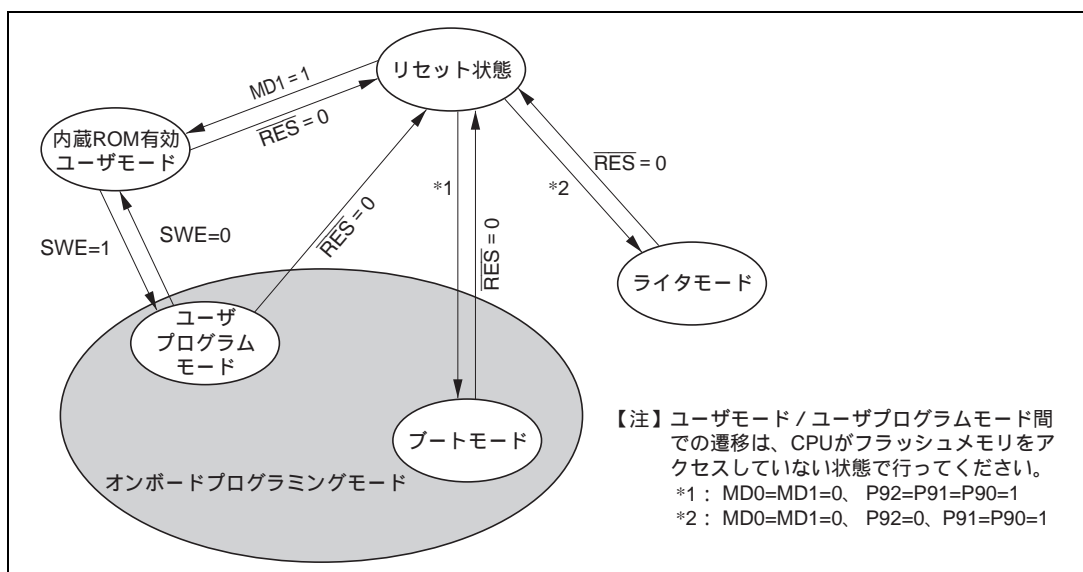 リセット状態
MD1 = 1
RES = 0
内蔵ROM有効
ユーザモード
SWE=1
SWE=0
RES = 0
*1
RES = 0
*2
RES = 0
ライタモード
ユーザ
プログラム
モード
ブートモード
オンボードプログラミングモード
【注】ユーザモード / ユーザプログラムモード間
での遷移は、CPUがフラッシュメモリをア
クセスしていない状態で行ってください。
*1 : MD0=MD1=0、 P92=P91=P90=1
*2 : MD0=MD1=0、 P92=0、P91=P90=1